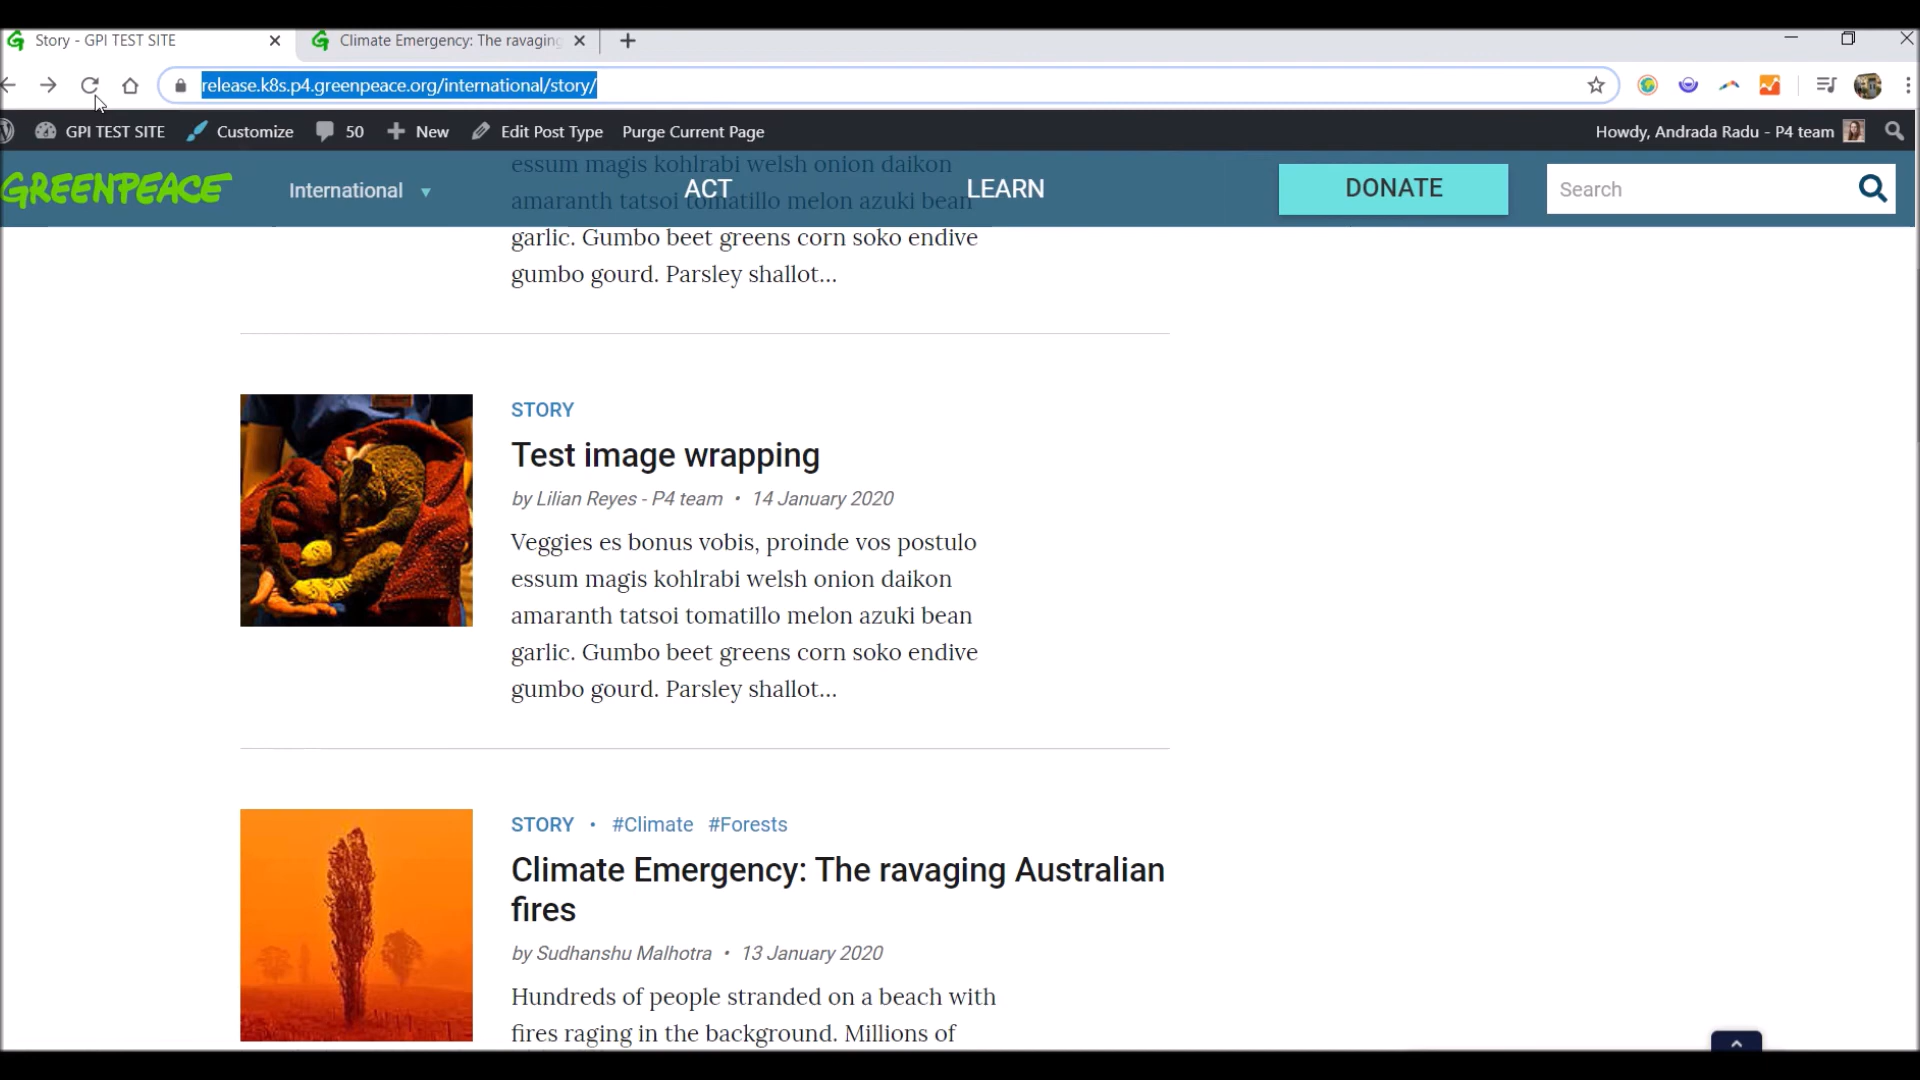 Story - GPI TEST SITE
Climate Emergency: The ravaging
release.k8s.p4.greenpeace.org/international/story/
GPI TEST SITE Customize 50 New Edit Post Type Purge Current Page Howdy, Andrada Radu - P4 team
GREENPEACE International ACT LEARN DONATE Search
essum magis kohlrabi welsh onion daikon
amaranth tatsoi tomatillo melon azuki bean
garlic. Gumbo beet greens corn soko endive
gumbo gourd. Parsley shallot...
STORY
Test image wrapping
by Lilian Reyes - P4 team • 14 January 2020
Veggies es bonus vobis, proinde vos postulo
essum magis kohlrabi welsh onion daikon
amaranth tatsoi tomatillo melon azuki bean
garlic. Gumbo beet greens corn soko endive
gumbo gourd. Parsley shallot...
STORY • #Climate #Forests
Climate Emergency: The ravaging Australian
fires
by Sudhanshu Malhotra • 13 January 2020
Hundreds of people stranded on a beach with
fires raging in the background. Millions of